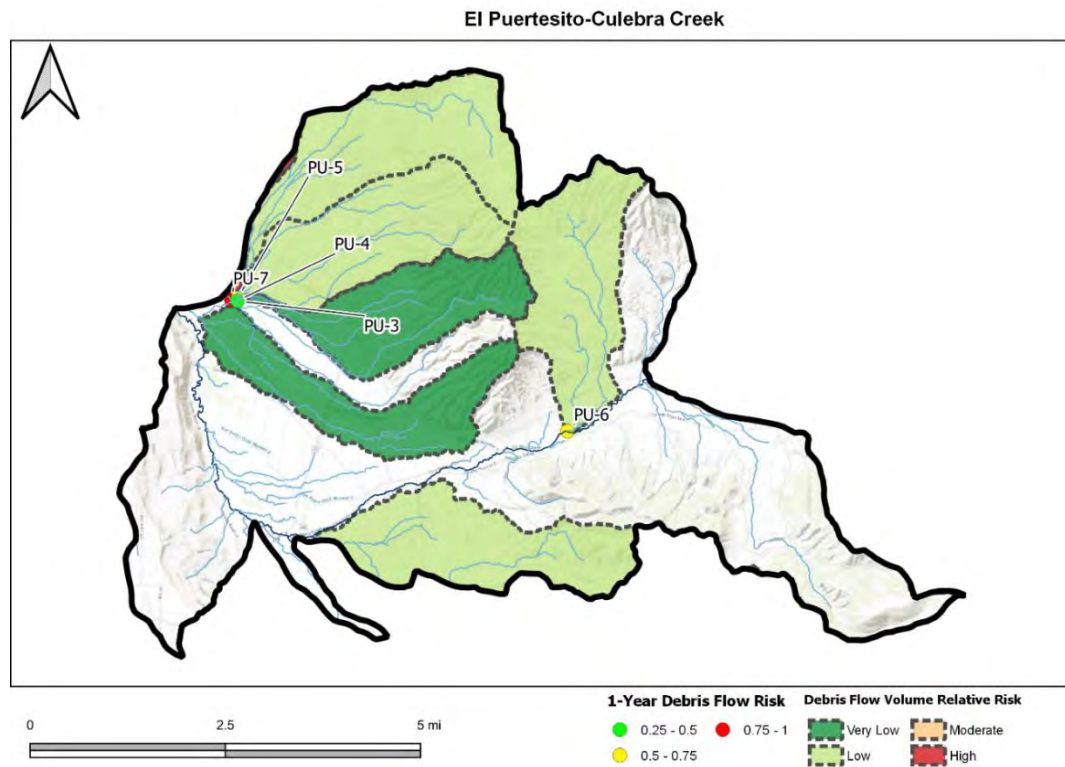 El Puertesito-Culebra Creek
PU-5
PU-4
PU-7
PU-3
PU-6
0 2.5 5 mi
1-Year Debris Flow Risk
0.25 - 0.5
0.75 - 1
0.5 - 0.75
Debris Flow Volume Relative Risk
Very Low
Moderate
Low
High